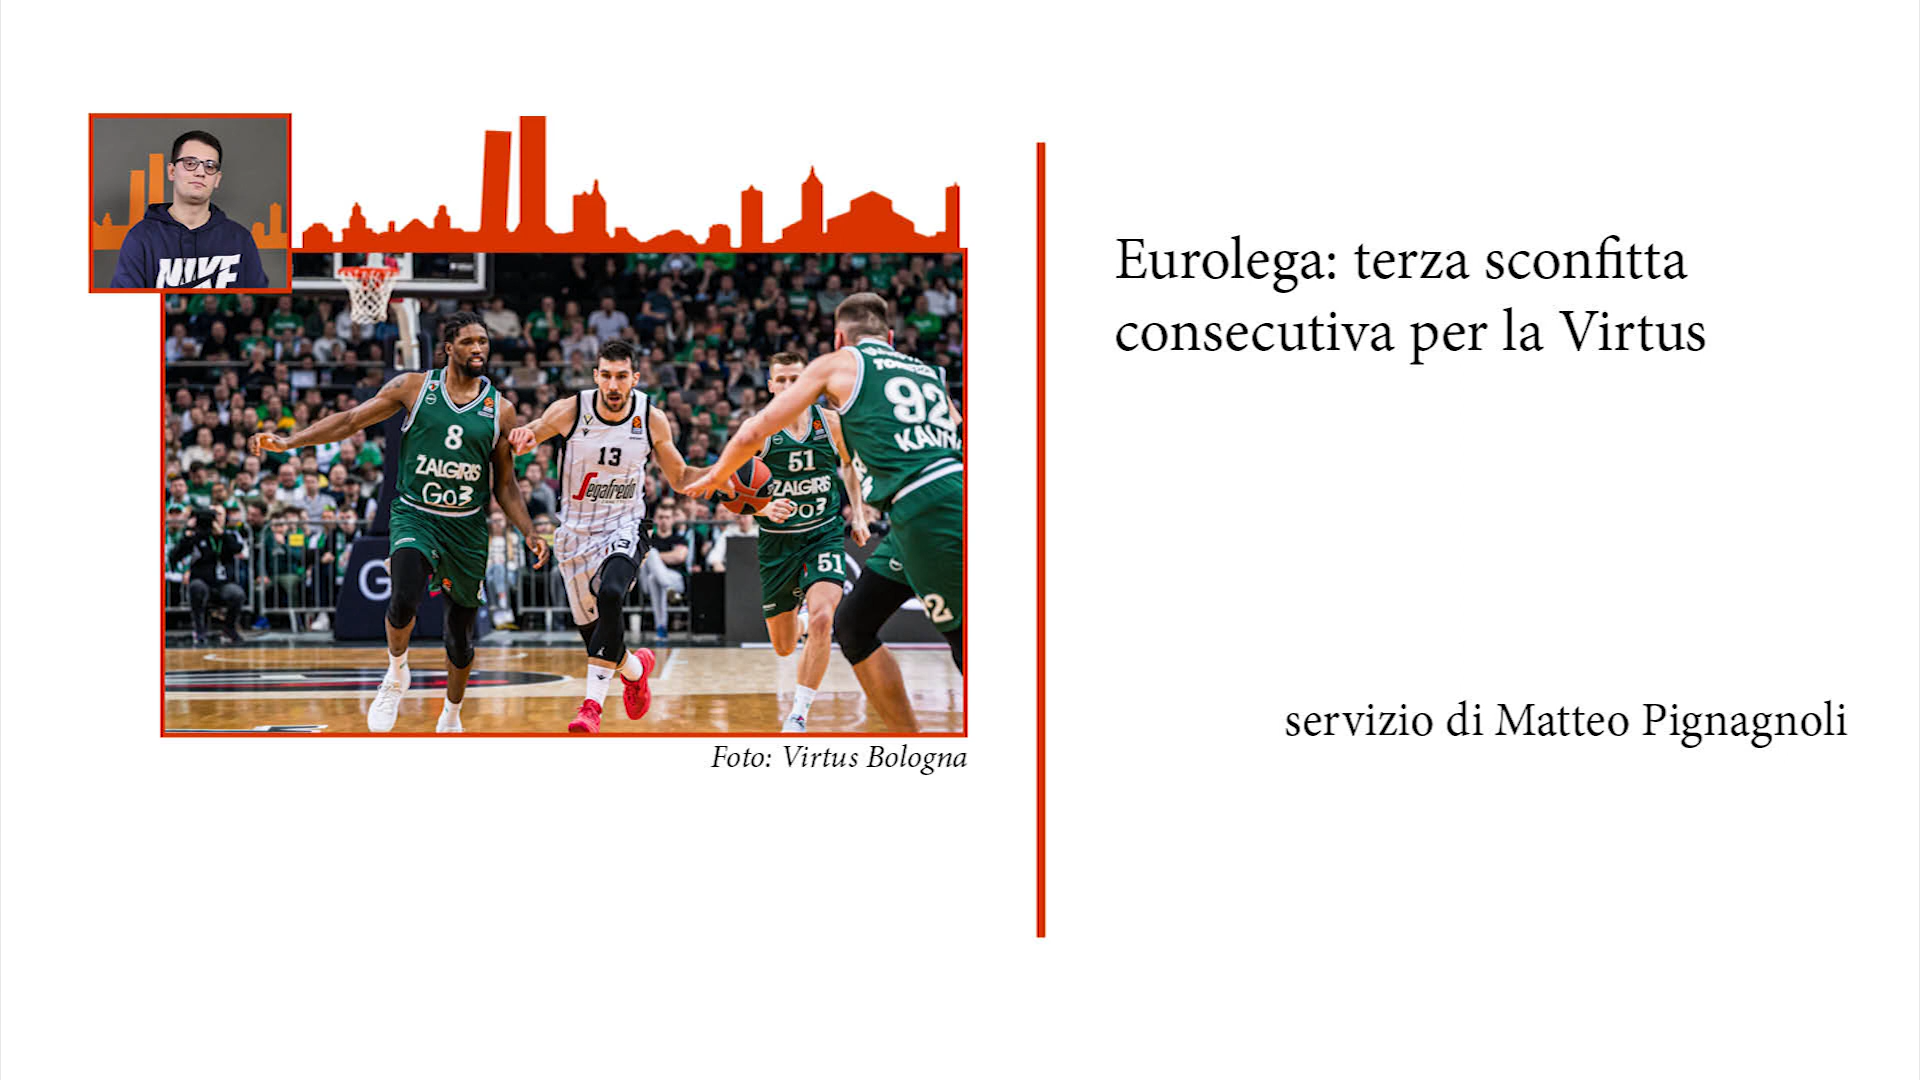 Eurolega: terza sconfitta
consecutiva per la Virtus
servizio di Matteo Pignagnoli
Foto: Virtus Bologna
NIKE
8
ŽALGIRIS
Go3
13
Segafredo
13
51
ŽALGIRIS
Go3
51
92
G